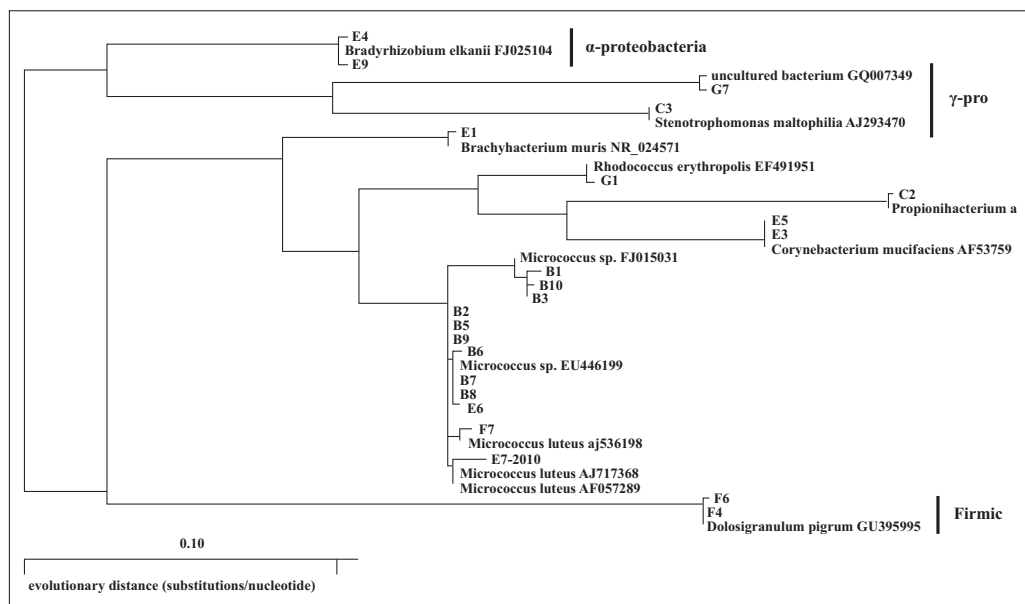 E4
Bradyrhizobium elkanii FJ025104
E9
α-proteobacteria
uncultured bacterium GQ007349
G7
C3
Stenotrophomonas maltophilia AJ293470
γ-pro
E1
Brachyhacterium muris NR_024571
Rhodococcus erythropolis EF491951
G1
C2
Propionihacterium a
E5
E3
Corynebacterium mucifaciens AF53759
Micrococcus sp. FJ015031
B1
B10
B3
B2
B5
B9
B6
Micrococcus sp. EU446199
B7
B8
E6
F7
Micrococcus luteus aj536198
E7-2010
Micrococcus luteus AJ717368
Micrococcus luteus AF057289
F6
F4
Dolosigranulum pigrum GU395995
Firmic
0.10
evolutionary distance (substitutions/nucleotide)